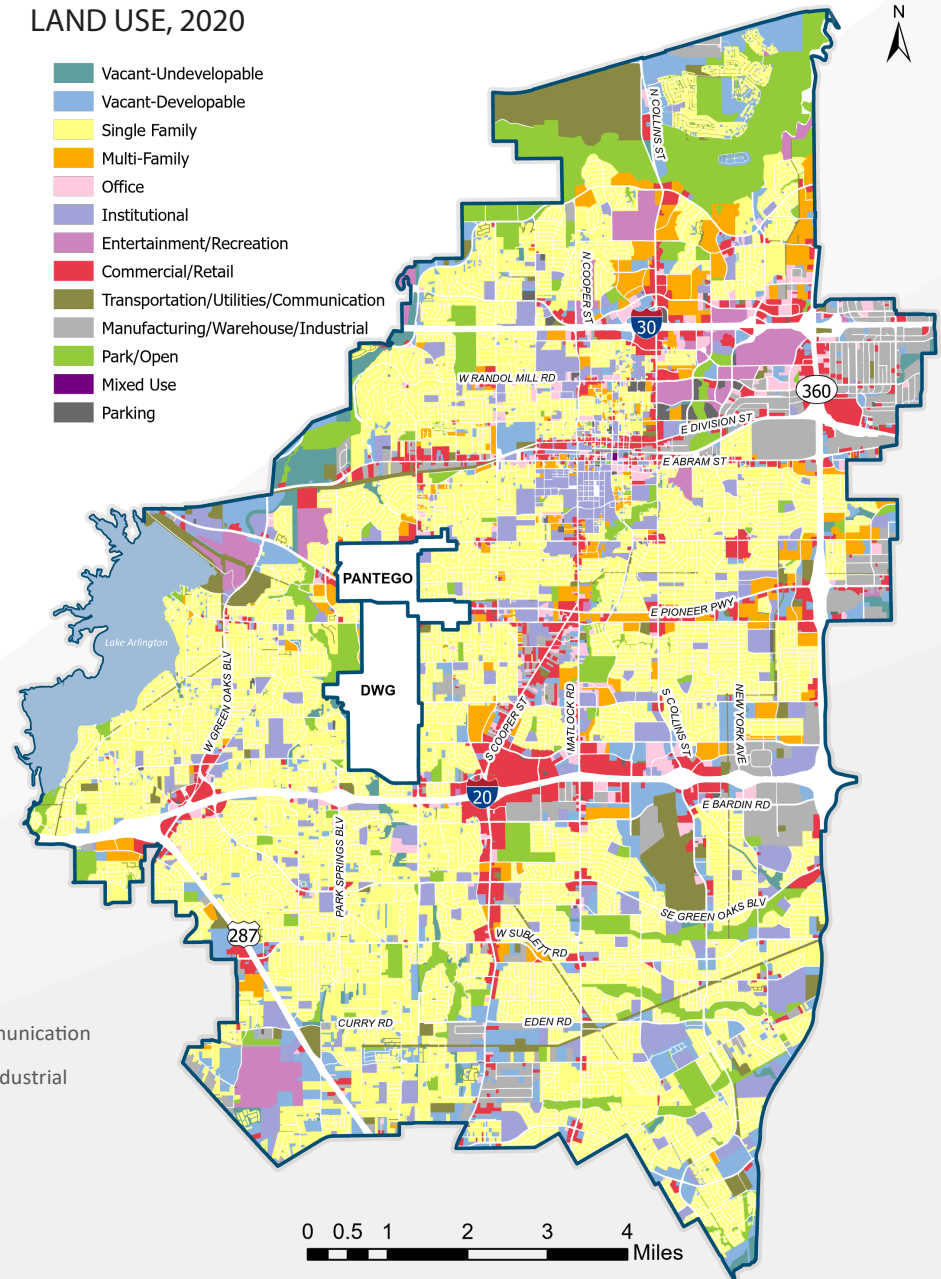 LAND USE, 2020
N
Vacant-Undevelopable
Vacant-Developable
Single Family
Multi-Family
Office
Institutional
Entertainment/Recreation
Commercial/Retail
Transportation/Utilities/Communication
Manufacturing/Warehouse/Industrial
Park/Open
Mixed Use
Parking
N COLLINS ST
N COOPER ST
30
W RANDOL MILL RD
360
E DIVISION ST
E ABRAM ST
PANTEGO
E PIONEER PWY
Lake Arlington
DWG
W GREEN OAKS BLV
S COOPER ST
MATLOCK RD
S COLLINS ST
NEW YORK AVE
20
E BARDIN RD
PARK SPRINGS BLV
SE GREEN OAKS BLV
287
W SUBLETT RD
CURRY RD
EDEN RD
munication
dustrial
0 0.5 1 2 3 4
Miles